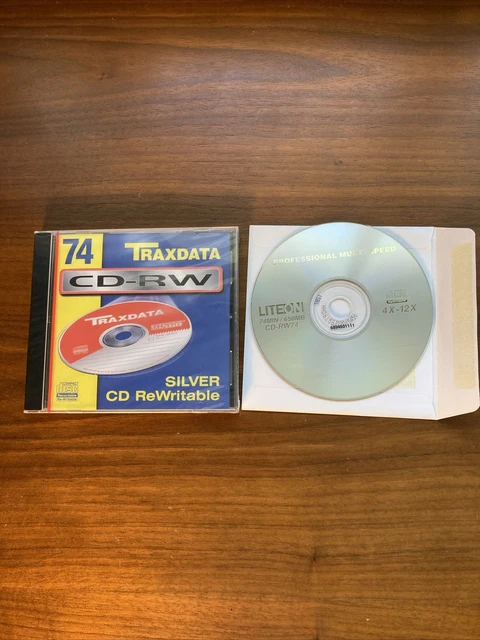 74
TRAXDATA
CD-RW
TRAXDATA
SILVER
CD ReWritable
PROFESSIONAL MULTI SPEED
LITEON
74MIN / 650MB
CD-RW74
4X-12X